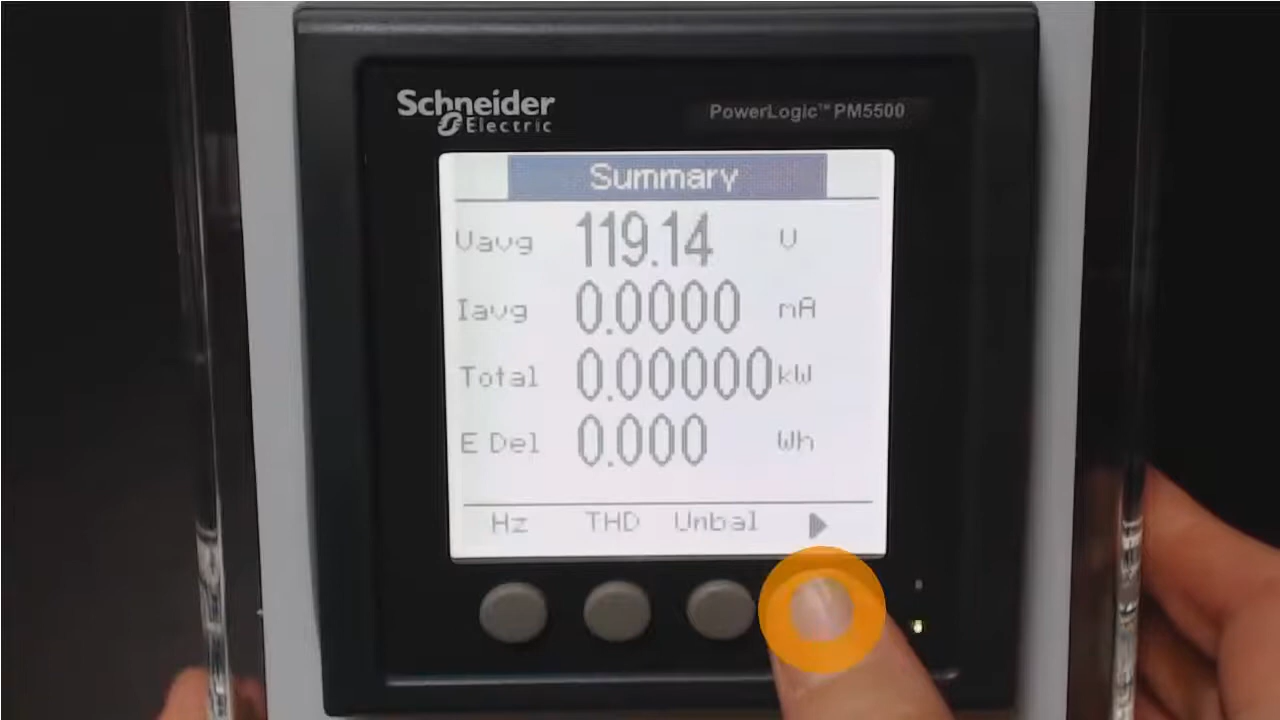 Schneider
Electric
PowerLogic™ PM5500
Summary
Vavg 119.14 V
Iavg 0.0000 mA
Total 0.00000 kW
E Del 0.000 Wh
Hz THD Unbal